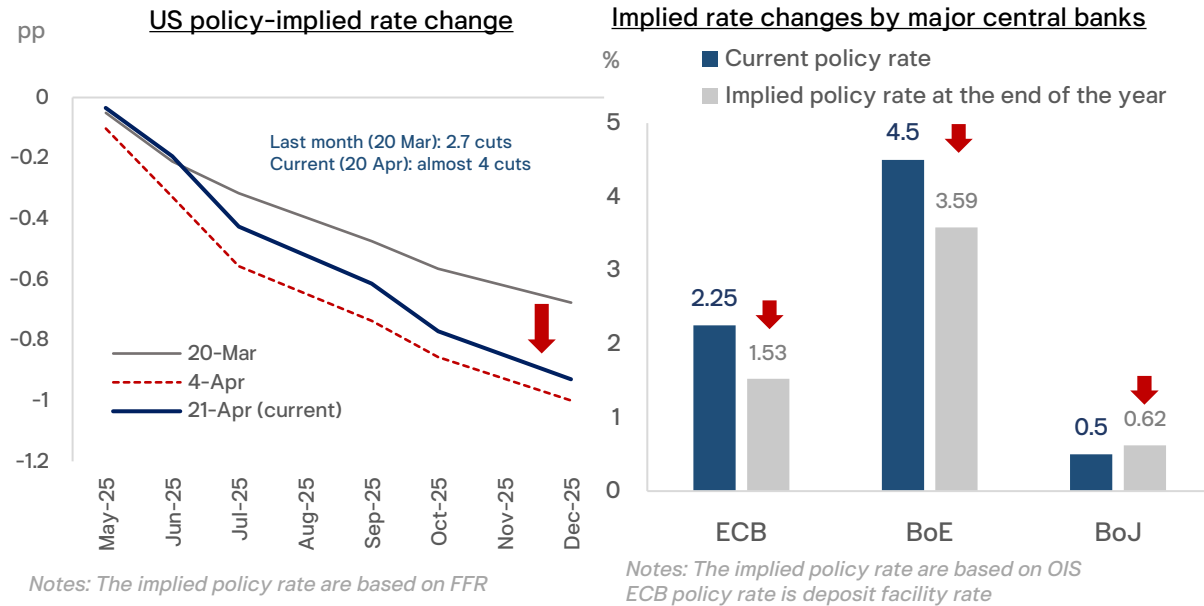 US policy-implied rate change
pp
0
-0.2
-0.4
-0.6
-0.8
-1
-1.2
Last month (20 Mar): 2.7 cuts
Current (20 Apr): almost 4 cuts
20-Mar
4-Apr
21-Apr (current)
May-25
Jun-25
Jul-25
Aug-25
Sep-25
Oct-25
Nov-25
Dec-25
Notes: The implied policy rate are based on FFR
Implied rate changes by major central banks
%
Current policy rate
Implied policy rate at the end of the year
5
4
3
2
1
0
2.25
1.53
4.5
3.59
0.5
0.62
ECB
BoE
BoJ
Notes: The implied policy rate are based on OIS
ECB policy rate is deposit facility rate